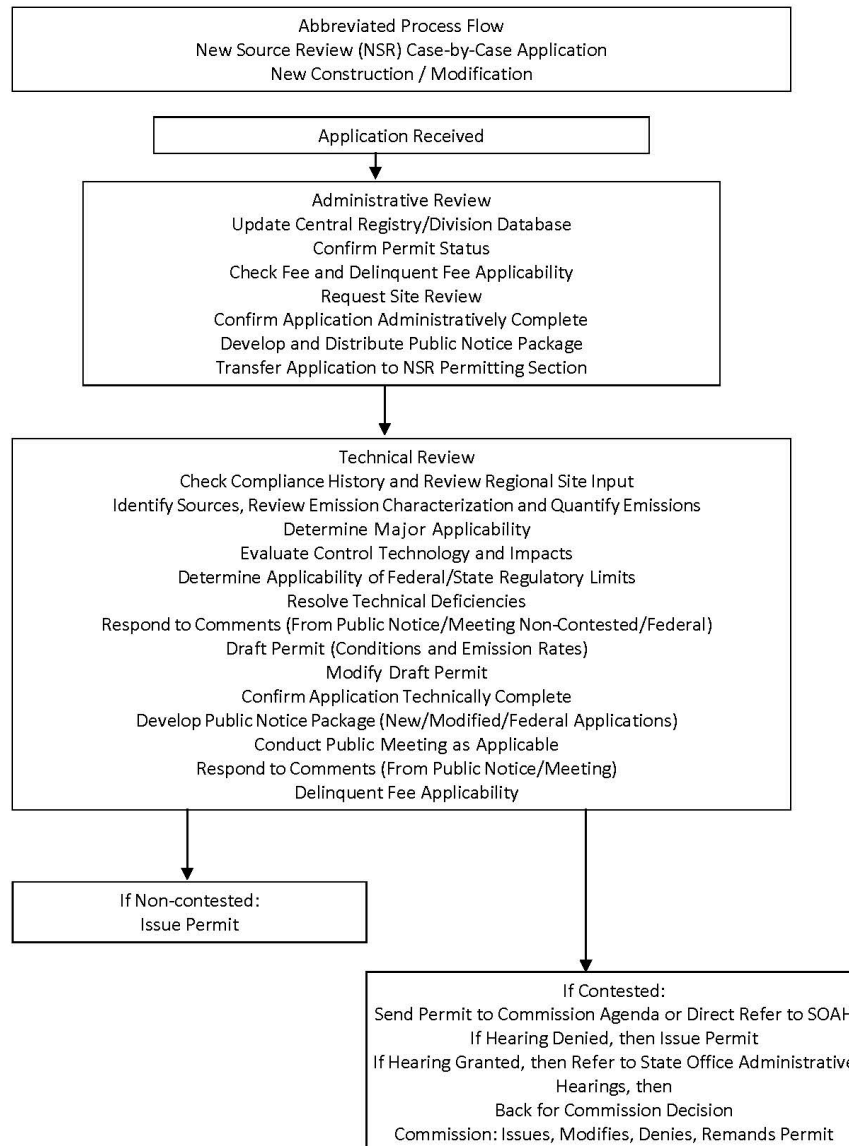 Abbreviated Process Flow
New Source Review (NSR) Case-by-Case Application
New Construction / Modification
Application Received
Administrative Review
Update Central Registry/Division Database
Confirm Permit Status
Check Fee and Delinquent Fee Applicability
Request Site Review
Confirm Application Administratively Complete
Develop and Distribute Public Notice Package
Transfer Application to NSR Permitting Section
Technical Review
Check Compliance History and Review Regional Site Input
Identify Sources, Review Emission Characterization and Quantify Emissions
Determine Major Applicability
Evaluate Control Technology and Impacts
Determine Applicability of Federal/State Regulatory Limits
Resolve Technical Deficiencies
Respond to Comments (From Public Notice/Meeting Non-Contested/Federal)
Draft Permit (Conditions and Emission Rates)
Modify Draft Permit
Confirm Application Technically Complete
Develop Public Notice Package (New/Modified/Federal Applications)
Conduct Public Meeting as Applicable
Respond to Comments (From Public Notice/Meeting)
Delinquent Fee Applicability
If Non-contested:
Issue Permit
If Contested:
Send Permit to Commission Agenda or Direct Refer to SOAH
If Hearing Denied, then Issue Permit
If Hearing Granted, then Refer to State Office Administrative
Hearings, then
Back for Commission Decision
Commission: Issues, Modifies, Denies, Remands Permit